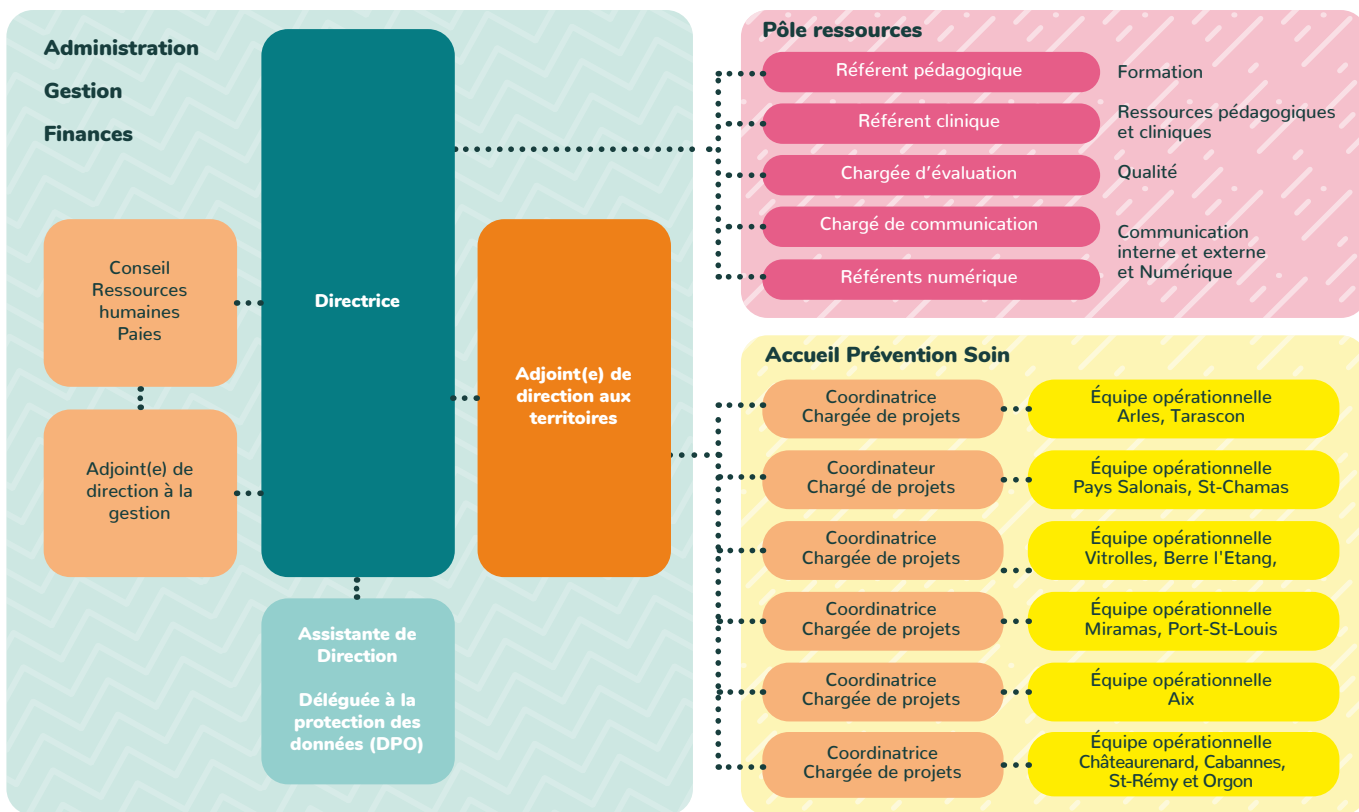 Administration
Gestion
Finances
Conseil
Ressources
humaines
Paies
Adjoint(e) de
direction à la
gestion
Directrice
Assistante de
Direction
Déléguée à la
protection des
données (DPO)
Adjoint(e) de
direction aux
territoires
Pôle ressources
Référent pédagogique
Formation
Référent clinique
Ressources pédagogiques
et cliniques
Chargée d'évaluation
Qualité
Chargé de communication
Référents numérique
Communication
interne et externe
et Numérique
Accueil Prévention Soin
Coordinatrice
Chargée de projets
Équipe opérationnelle
Arles, Tarascon
Coordinateur
Chargé de projets
Équipe opérationnelle
Pays Salonais, St-Chamas
Coordinatrice
Chargée de projets
Équipe opérationnelle
Vitrolles, Berre l'Etang,
Coordinatrice
Chargée de projets
Équipe opérationnelle
Miramas, Port-St-Louis
Coordinatrice
Chargée de projets
Équipe opérationnelle
Aix
Coordinatrice
Chargée de projets
Équipe opérationnelle
Châteaurenard, Cabannes,
St-Rémy et Orgon